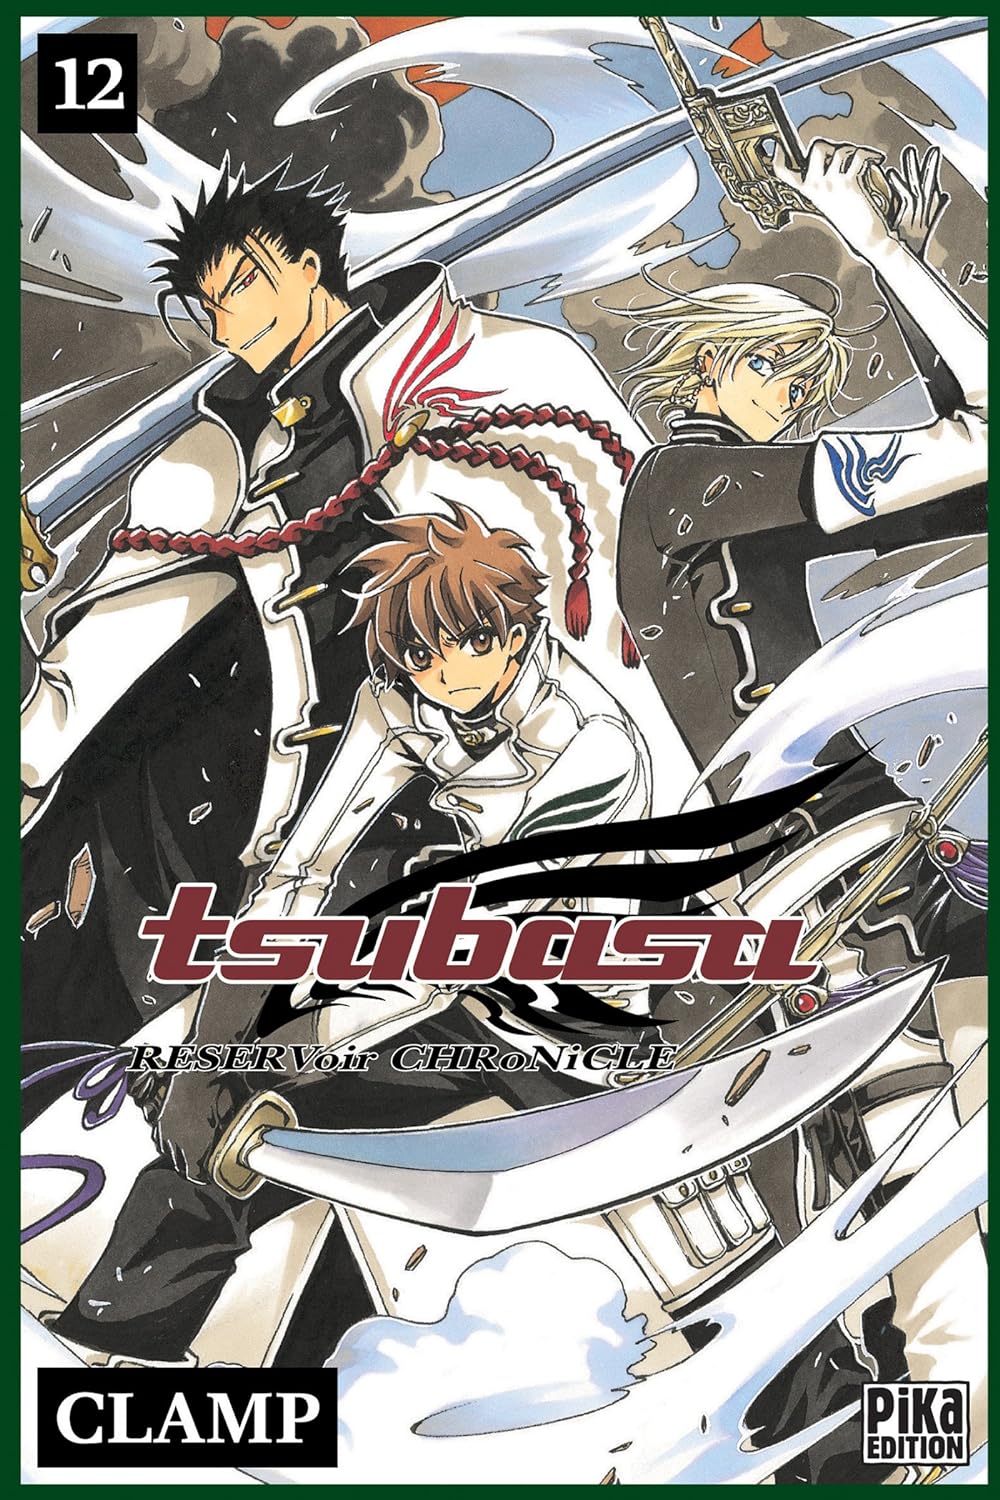 12
tsubasa
RESERVoir CHRoNiCLE
CLAMP
PiKa
EDITION